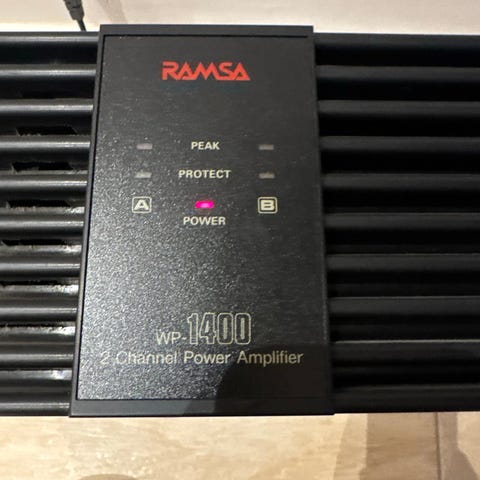 RAMSA
PEAK
PROTECT
A B
POWER
WP-1400
2 Channel Power Amplifier